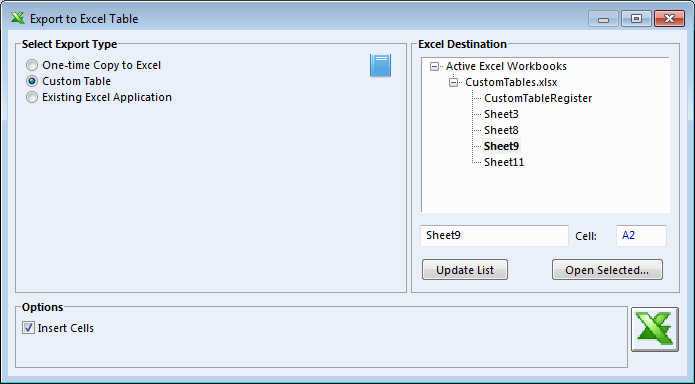 Export to Excel Table
Select Export Type
One-time Copy to Excel
Custom Table
Existing Excel Application
Excel Destination
Active Excel Workbooks
CustomTables.xlsx
CustomTableRegister
Sheet3
Sheet8
Sheet9
Sheet11
Sheet9 Cell: A2
Update List Open Selected...
Options
Insert Cells